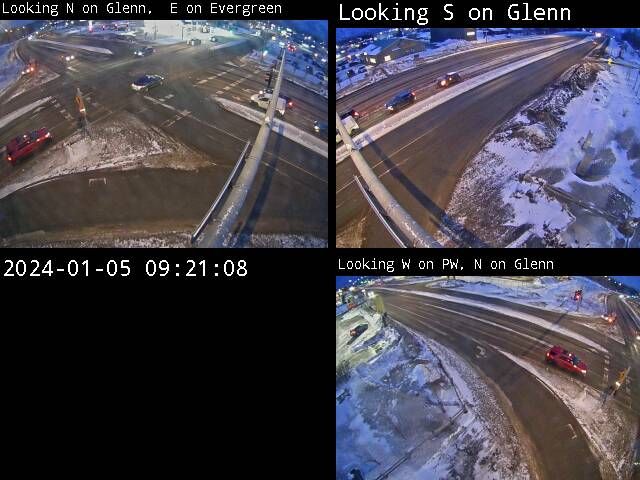 Looking N on Glenn,  E on Evergreen
Looking S on Glenn
2024-01-05 09:21:08
Looking W on PW, N on Glenn